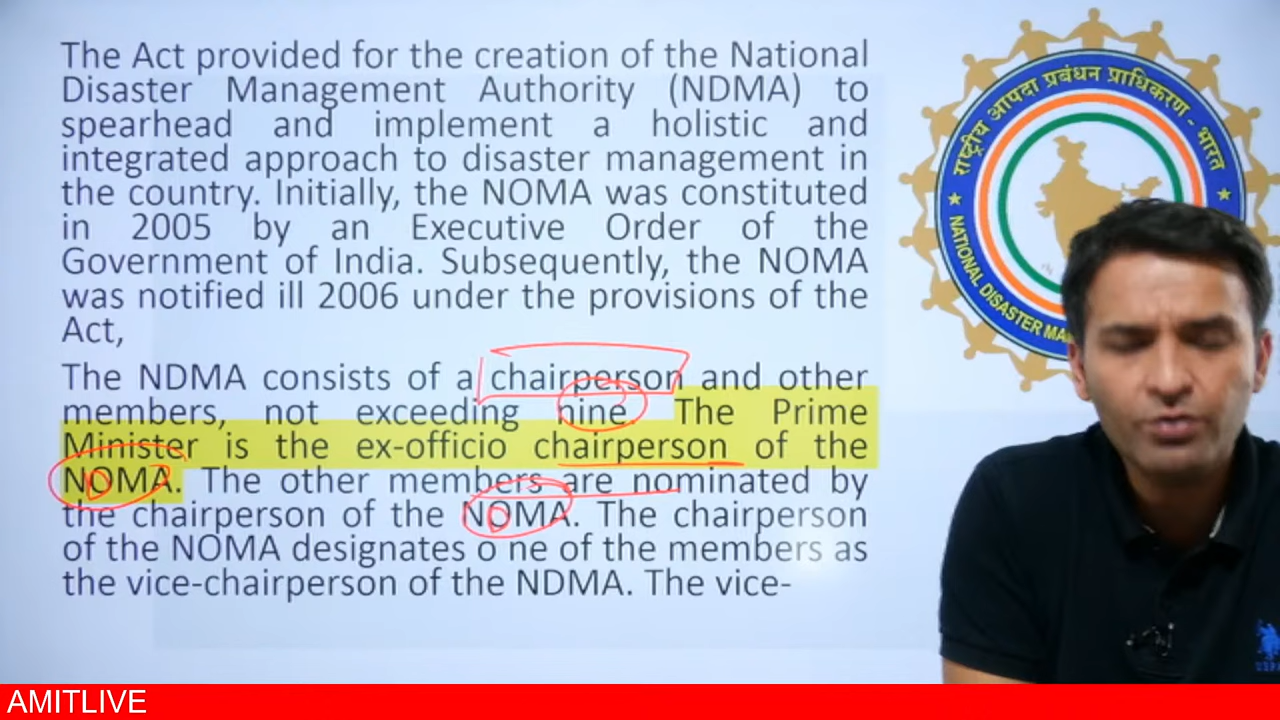 The Act provided for the creation of the National
Disaster Management Authority (NDMA) to
spearhead and implement a holistic and
integrated approach to disaster management in
the country. Initially, the NOMA was constituted
in 2005 by an Executive Order of the
Government of India. Subsequently, the NOMA
was notified ill 2006 under the provisions of the
Act,
The NDMA consists of a chairperson and other
members, not exceeding nine. The Prime
Minister is the ex-officio chairperson of the
NOMA. The other members are nominated by
the chairperson of the NOMA. The chairperson
of the NOMA designates o ne of the members as
the vice-chairperson of the NDMA. The vice-
राष्ट्रीय आपदा प्रबंधन प्राधिकरण - भारत
NATIONAL DISASTER
D
D
AMITLIVE